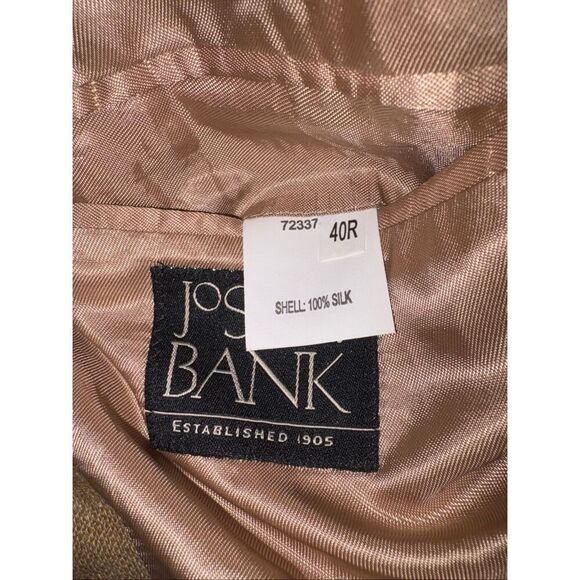 72337 40R
SHELL: 100% SILK
JOS
BANK
ESTABLISHED 1905